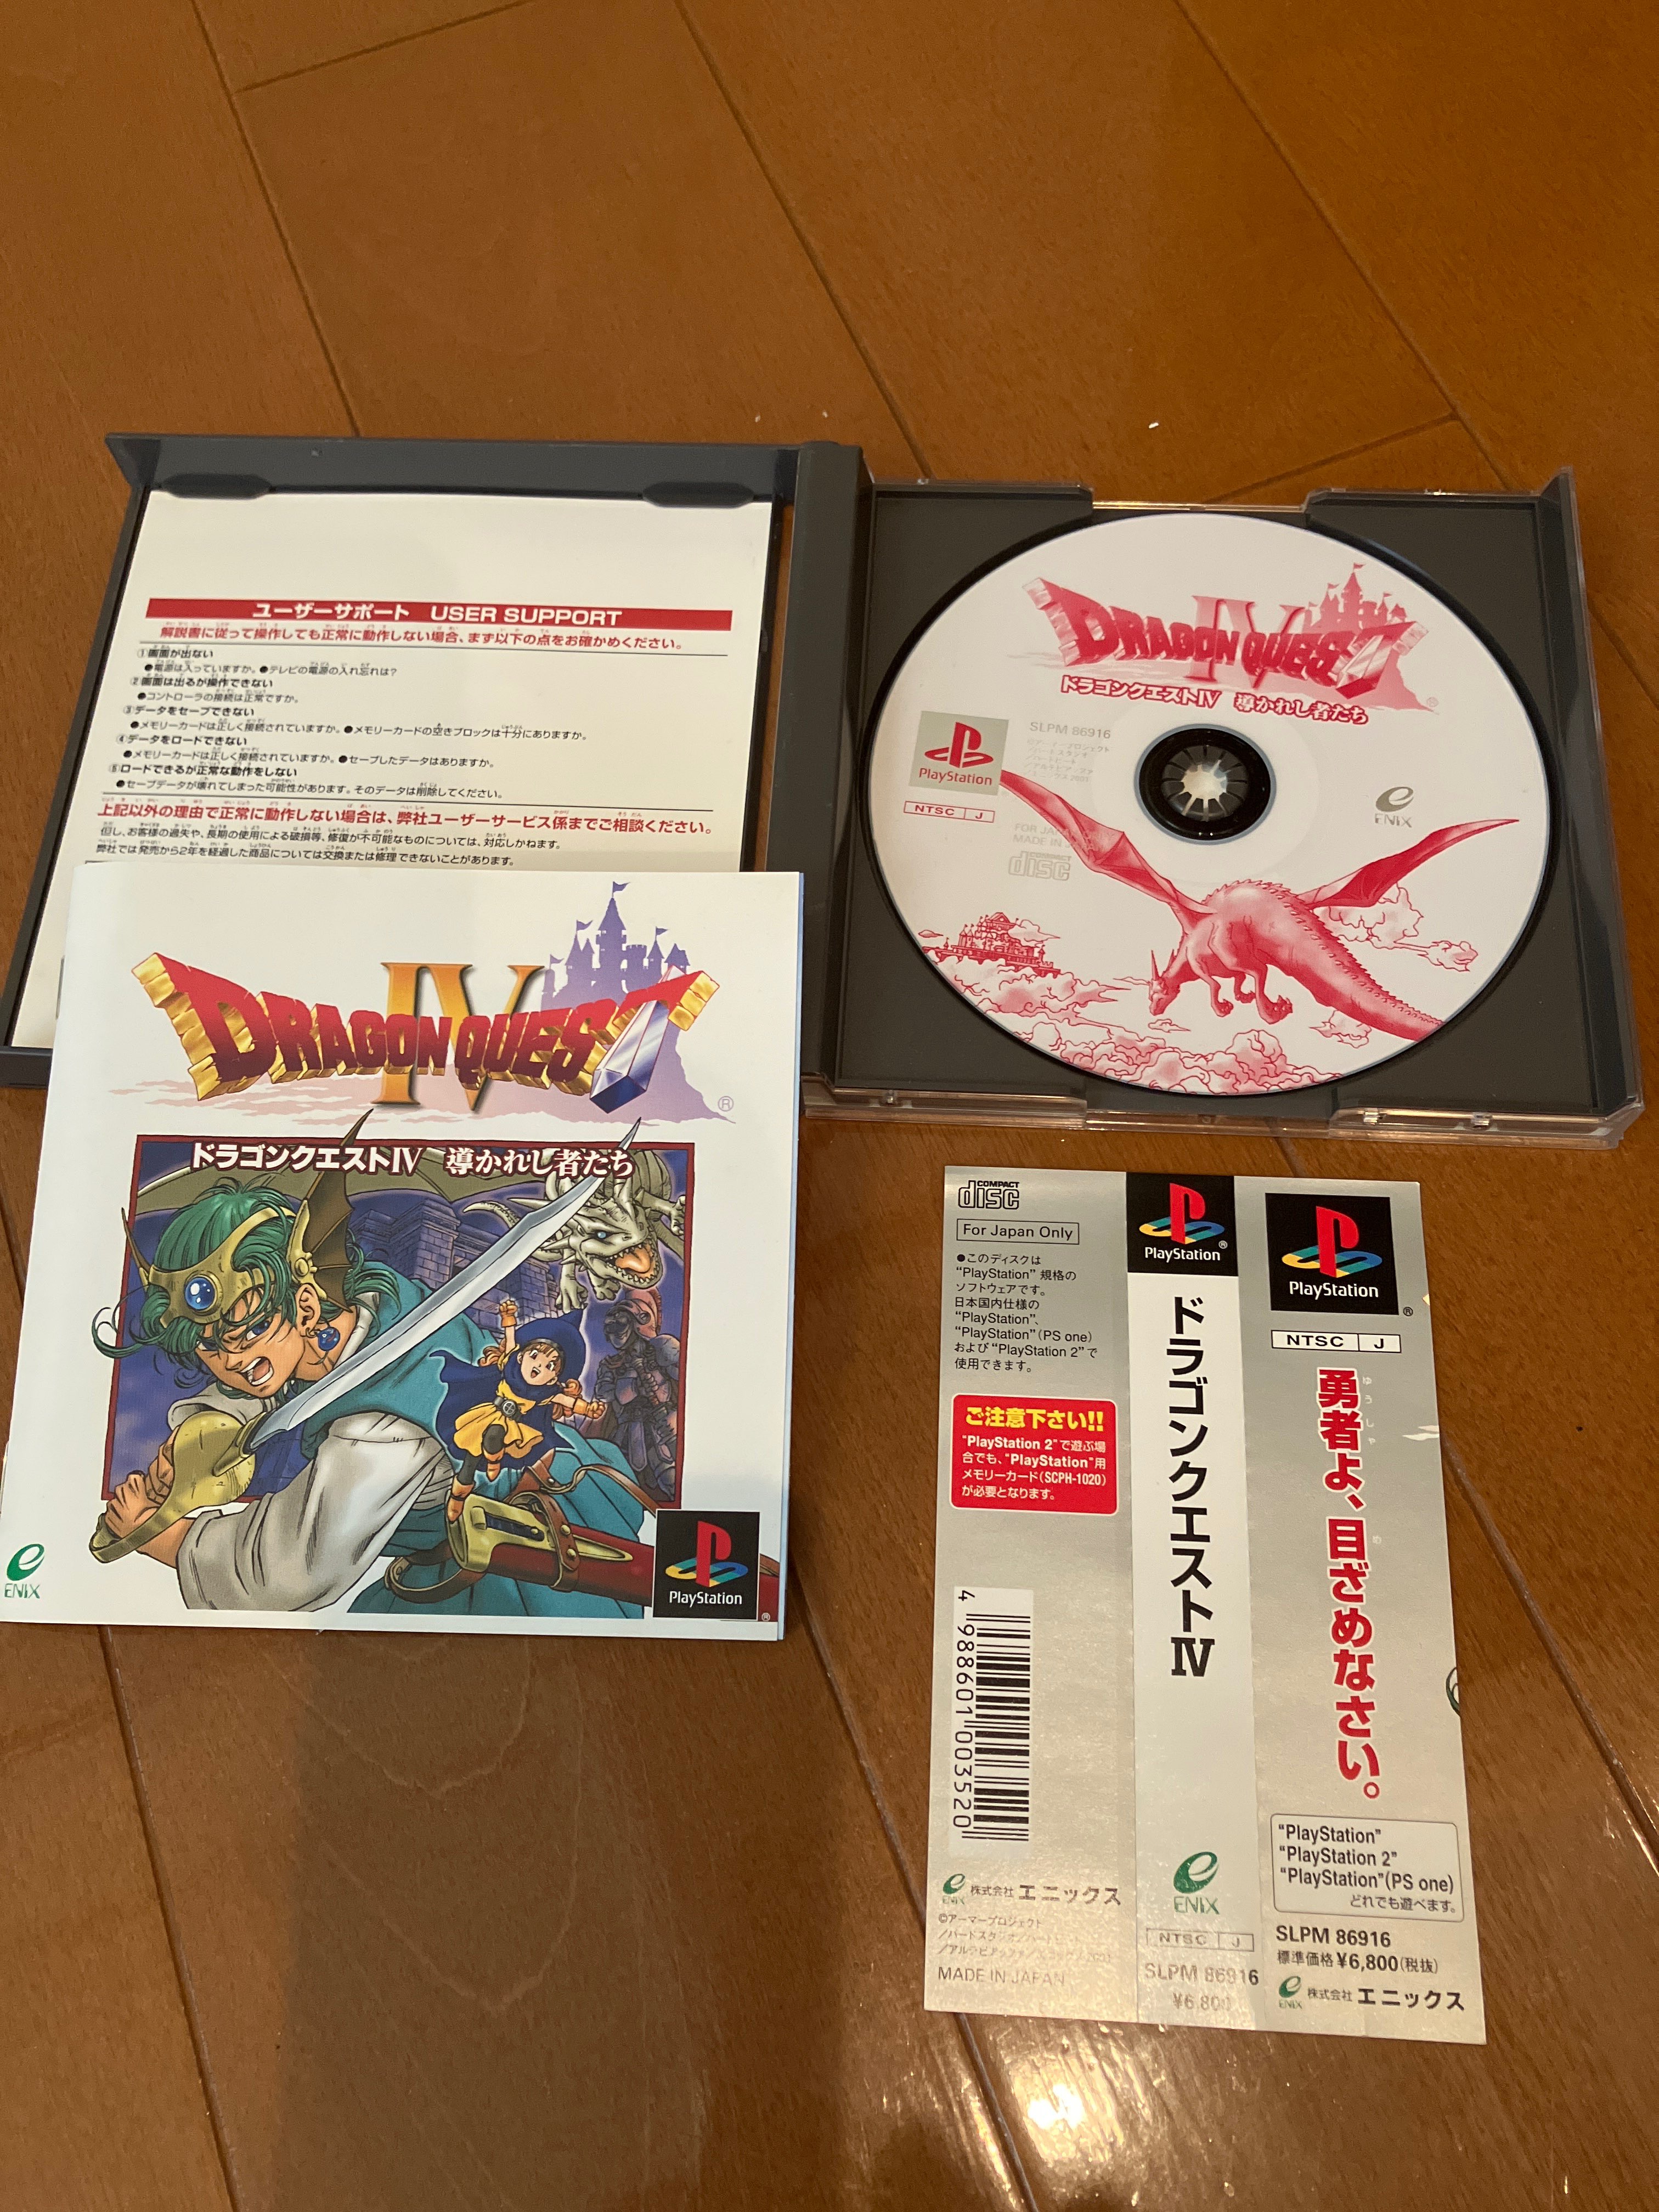 ユーザーサポート USER SUPPORT
解説書に従って操作しても正常に動作しない場合、まず以下の点をお確かめください。
①画面が出ない
●電源は入っていますか。●テレビの電源の入れ忘れは?
②画面は出るが操作できない
●コントローラの接続は正常ですか。
③データをセーブできない
●メモリーカードは正しく接続されていますか。●メモリーカードの空きブロックは十分にありますか。
④データをロードできない
●メモリーカードは正しく接続されていますか。●セーブしたデータはありますか。
⑤ロードできるが正常な動作をしない
●セーブデータが壊れてしまった可能性があります。そのデータは削除してください。
上記以外の理由で正常に動作しない場合は、弊社ユーザーサービス係までご相談ください。
但し、お客様の過失や、長期の使用による破損等、修復が不可能なものについては、対応しかねます。
弊社では発売から2年を経過した商品については交換または修理できないことがあります。
DRAGON QUEST IV
ドラゴンクエストIV 導かれし者たち
PlayStation
SLPM 86916
NTSC J
ENIX
disc
DRAGON QUEST IV
®
ドラゴンクエストIV 導かれし者たち
ENIX
PlayStation
®
COMPACT
disc
For Japan Only
●このディスクは
“PlayStation” 規格の
ソフトウェアです。
日本国内仕様の
“PlayStation”、
“PlayStation”(PS one)
および “PlayStation 2” で
使用できます。
ご注意下さい!!
“PlayStation 2”で遊ぶ場
合でも、“PlayStation”用
メモリーカード(SCPH-1020)
が必要となります。
4 988601 003520
ENIX 株式会社 エニックス
©アーマープロジェクト
MADE IN JAPAN
PlayStation
®
ドラゴンクエストIV
ENIX
NTSC J
SLPM 86916
¥6,800
PlayStation
®
NTSC J
勇者よ、目ざめなさい。
“PlayStation”
“PlayStation 2”
“PlayStation”(PS one)
どれでも遊べます。
SLPM 86916
標準価格 ¥6,800(税抜)
ENIX 株式会社 エニックス